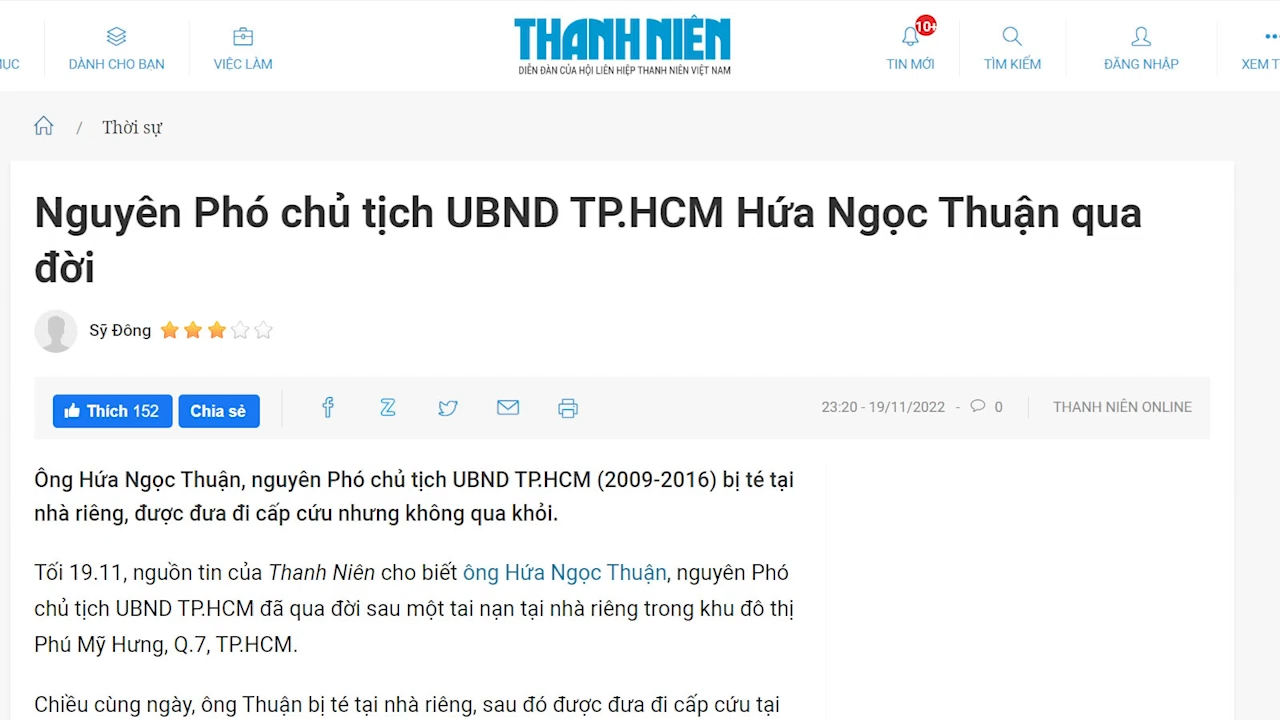 MUC
DÀNH CHO BẠN
VIỆC LÀM
THANH NIÊN
DIỄN ĐÀN CỦA HỘI LIÊN HIỆP THANH NIÊN VIỆT NAM
10+
TIN MỚI
TÌM KIẾM
ĐĂNG NHẬP
XEM T
/ Thời sự
Nguyên Phó chủ tịch UBND TP.HCM Hứa Ngọc Thuận qua
đời
Sỹ Đông
Thích 152
Chia sẻ
23:20 - 19/11/2022 - 0
THANH NIÊN ONLINE
Ông Hứa Ngọc Thuận, nguyên Phó chủ tịch UBND TP.HCM (2009-2016) bị té tại
nhà riêng, được đưa đi cấp cứu nhưng không qua khỏi.
Tối 19.11, nguồn tin của Thanh Niên cho biết ông Hứa Ngọc Thuận, nguyên Phó
chủ tịch UBND TP.HCM đã qua đời sau một tai nạn tại nhà riêng trong khu đô thị
Phú Mỹ Hưng, Q.7, TP.HCM.
Chiều cùng ngày, ông Thuận bị té tại nhà riêng, sau đó được đưa đi cấp cứu tại